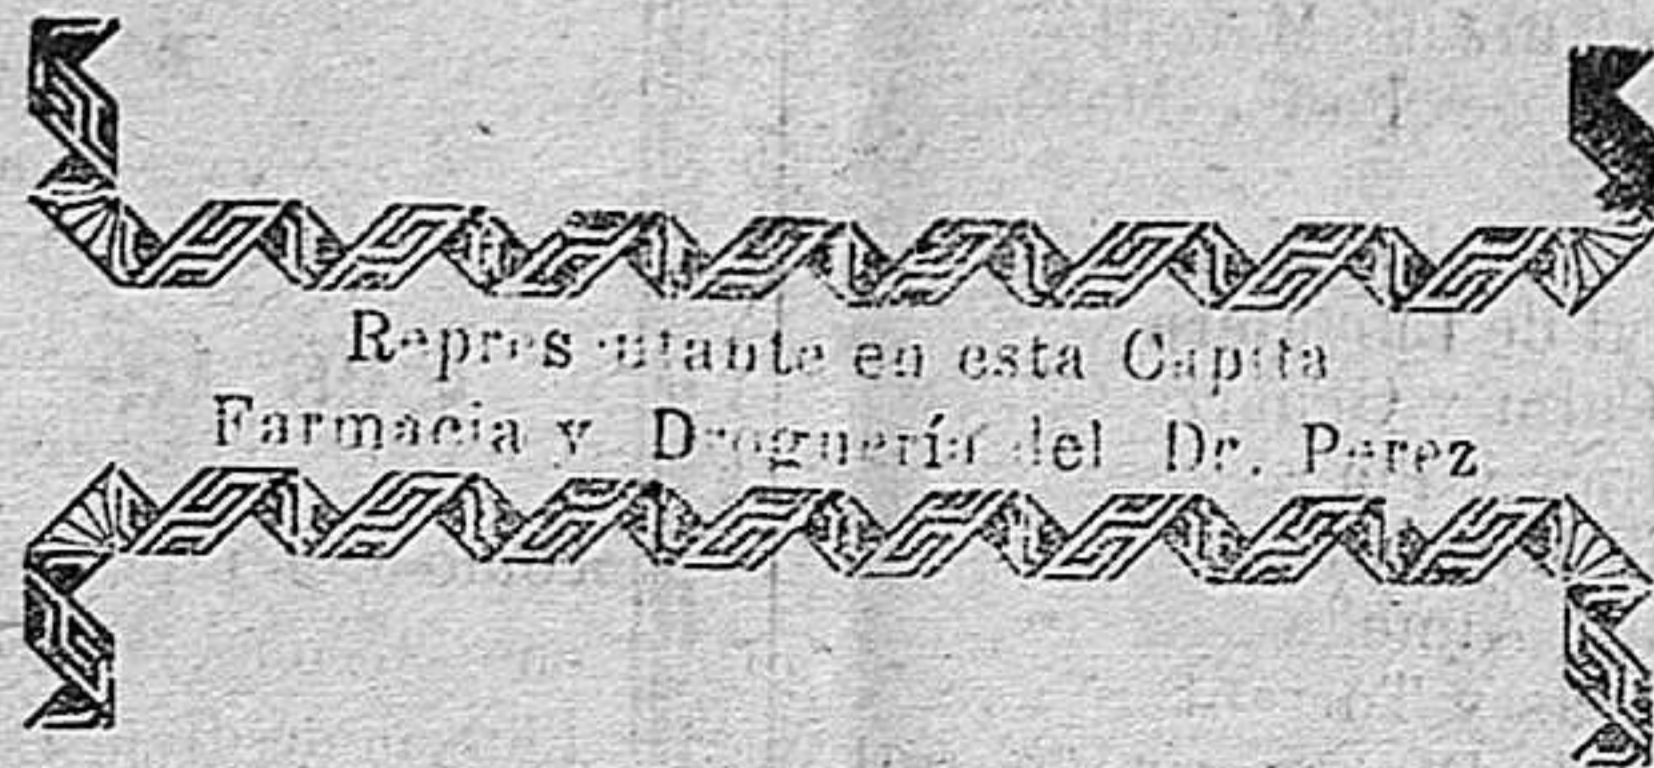 Representante en esta Capita
Farmacia y Droguería del Dr. Perez